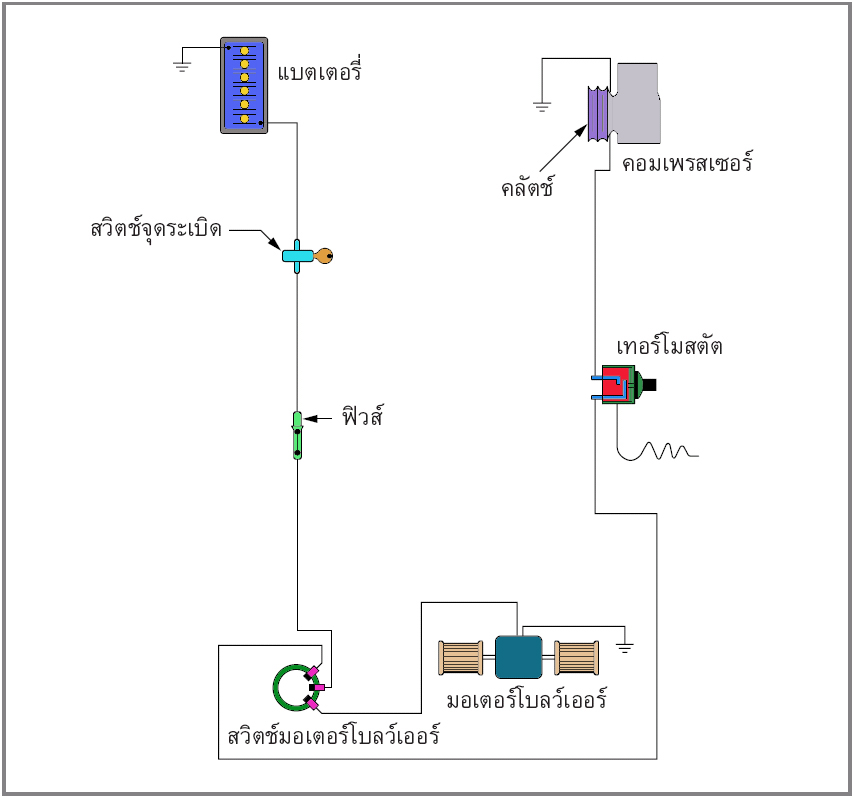 แบตเตอรี่
คอมเพรสเซอร์
คลัตช์
สวิตช์จุดระเบิด
เทอร์โมสตัต
ฟิวส์
มอเตอร์โบลว์เออร์
สวิตช์มอเตอร์โบลว์เออร์